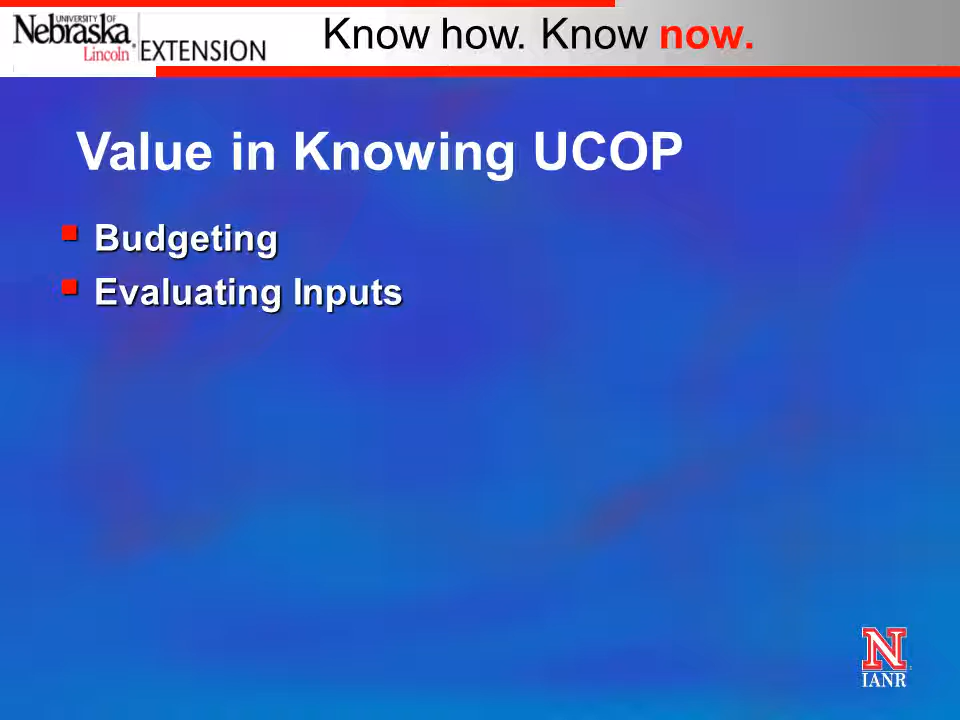 UNIVERSITY OF
Nebraska
Lincoln
EXTENSION
Know how. Know now.
Value in Knowing UCOP
Budgeting
Evaluating Inputs
N
IANR